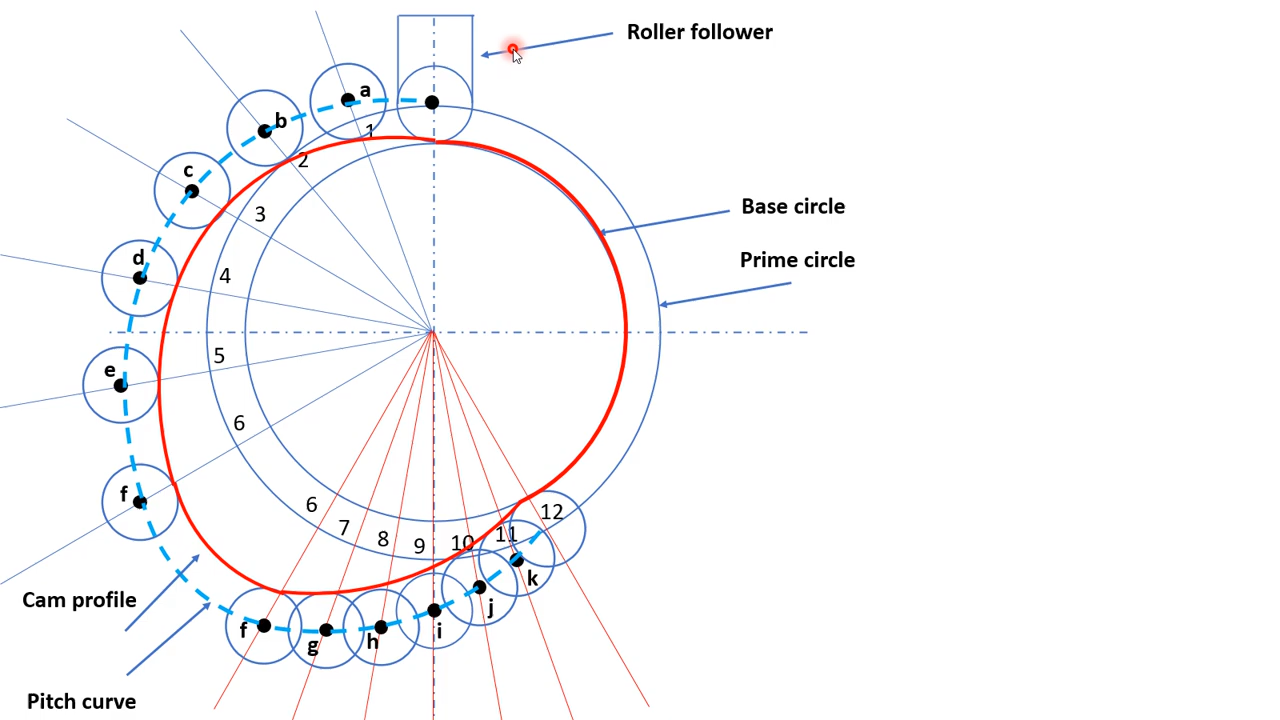 Roller follower
a
b
1
2
c
Base circle
3
Prime circle
d
4
5
e
6
f
6
7
8
9
10
11
12
k
Cam profile
j
f
g
h
i
Pitch curve